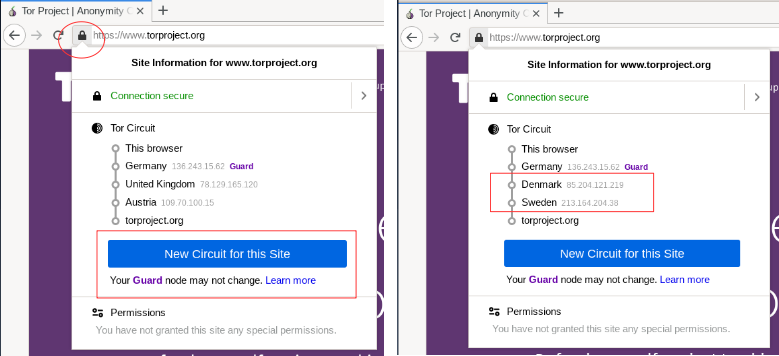 Tor Project | Anonymity O
https://www.torproject.org
Site Information for www.torproject.org
Connection secure
Tor Circuit
This browser
Germany 136.243.15.62 Guard
United Kingdom 78.129.165.120
Austria 109.70.100.15
torproject.org
New Circuit for this Site
Your Guard node may not change. Learn more
Permissions
You have not granted this site any special permissions.
Tor Project | Anonymity O
https://www.torproject.org
Site Information for www.torproject.org
Connection secure
Tor Circuit
This browser
Germany 136.243.15.62 Guard
Denmark 85.204.121.219
Sweden 213.164.204.38
torproject.org
New Circuit for this Site
Your Guard node may not change. Learn more
Permissions
You have not granted this site any special permissions.